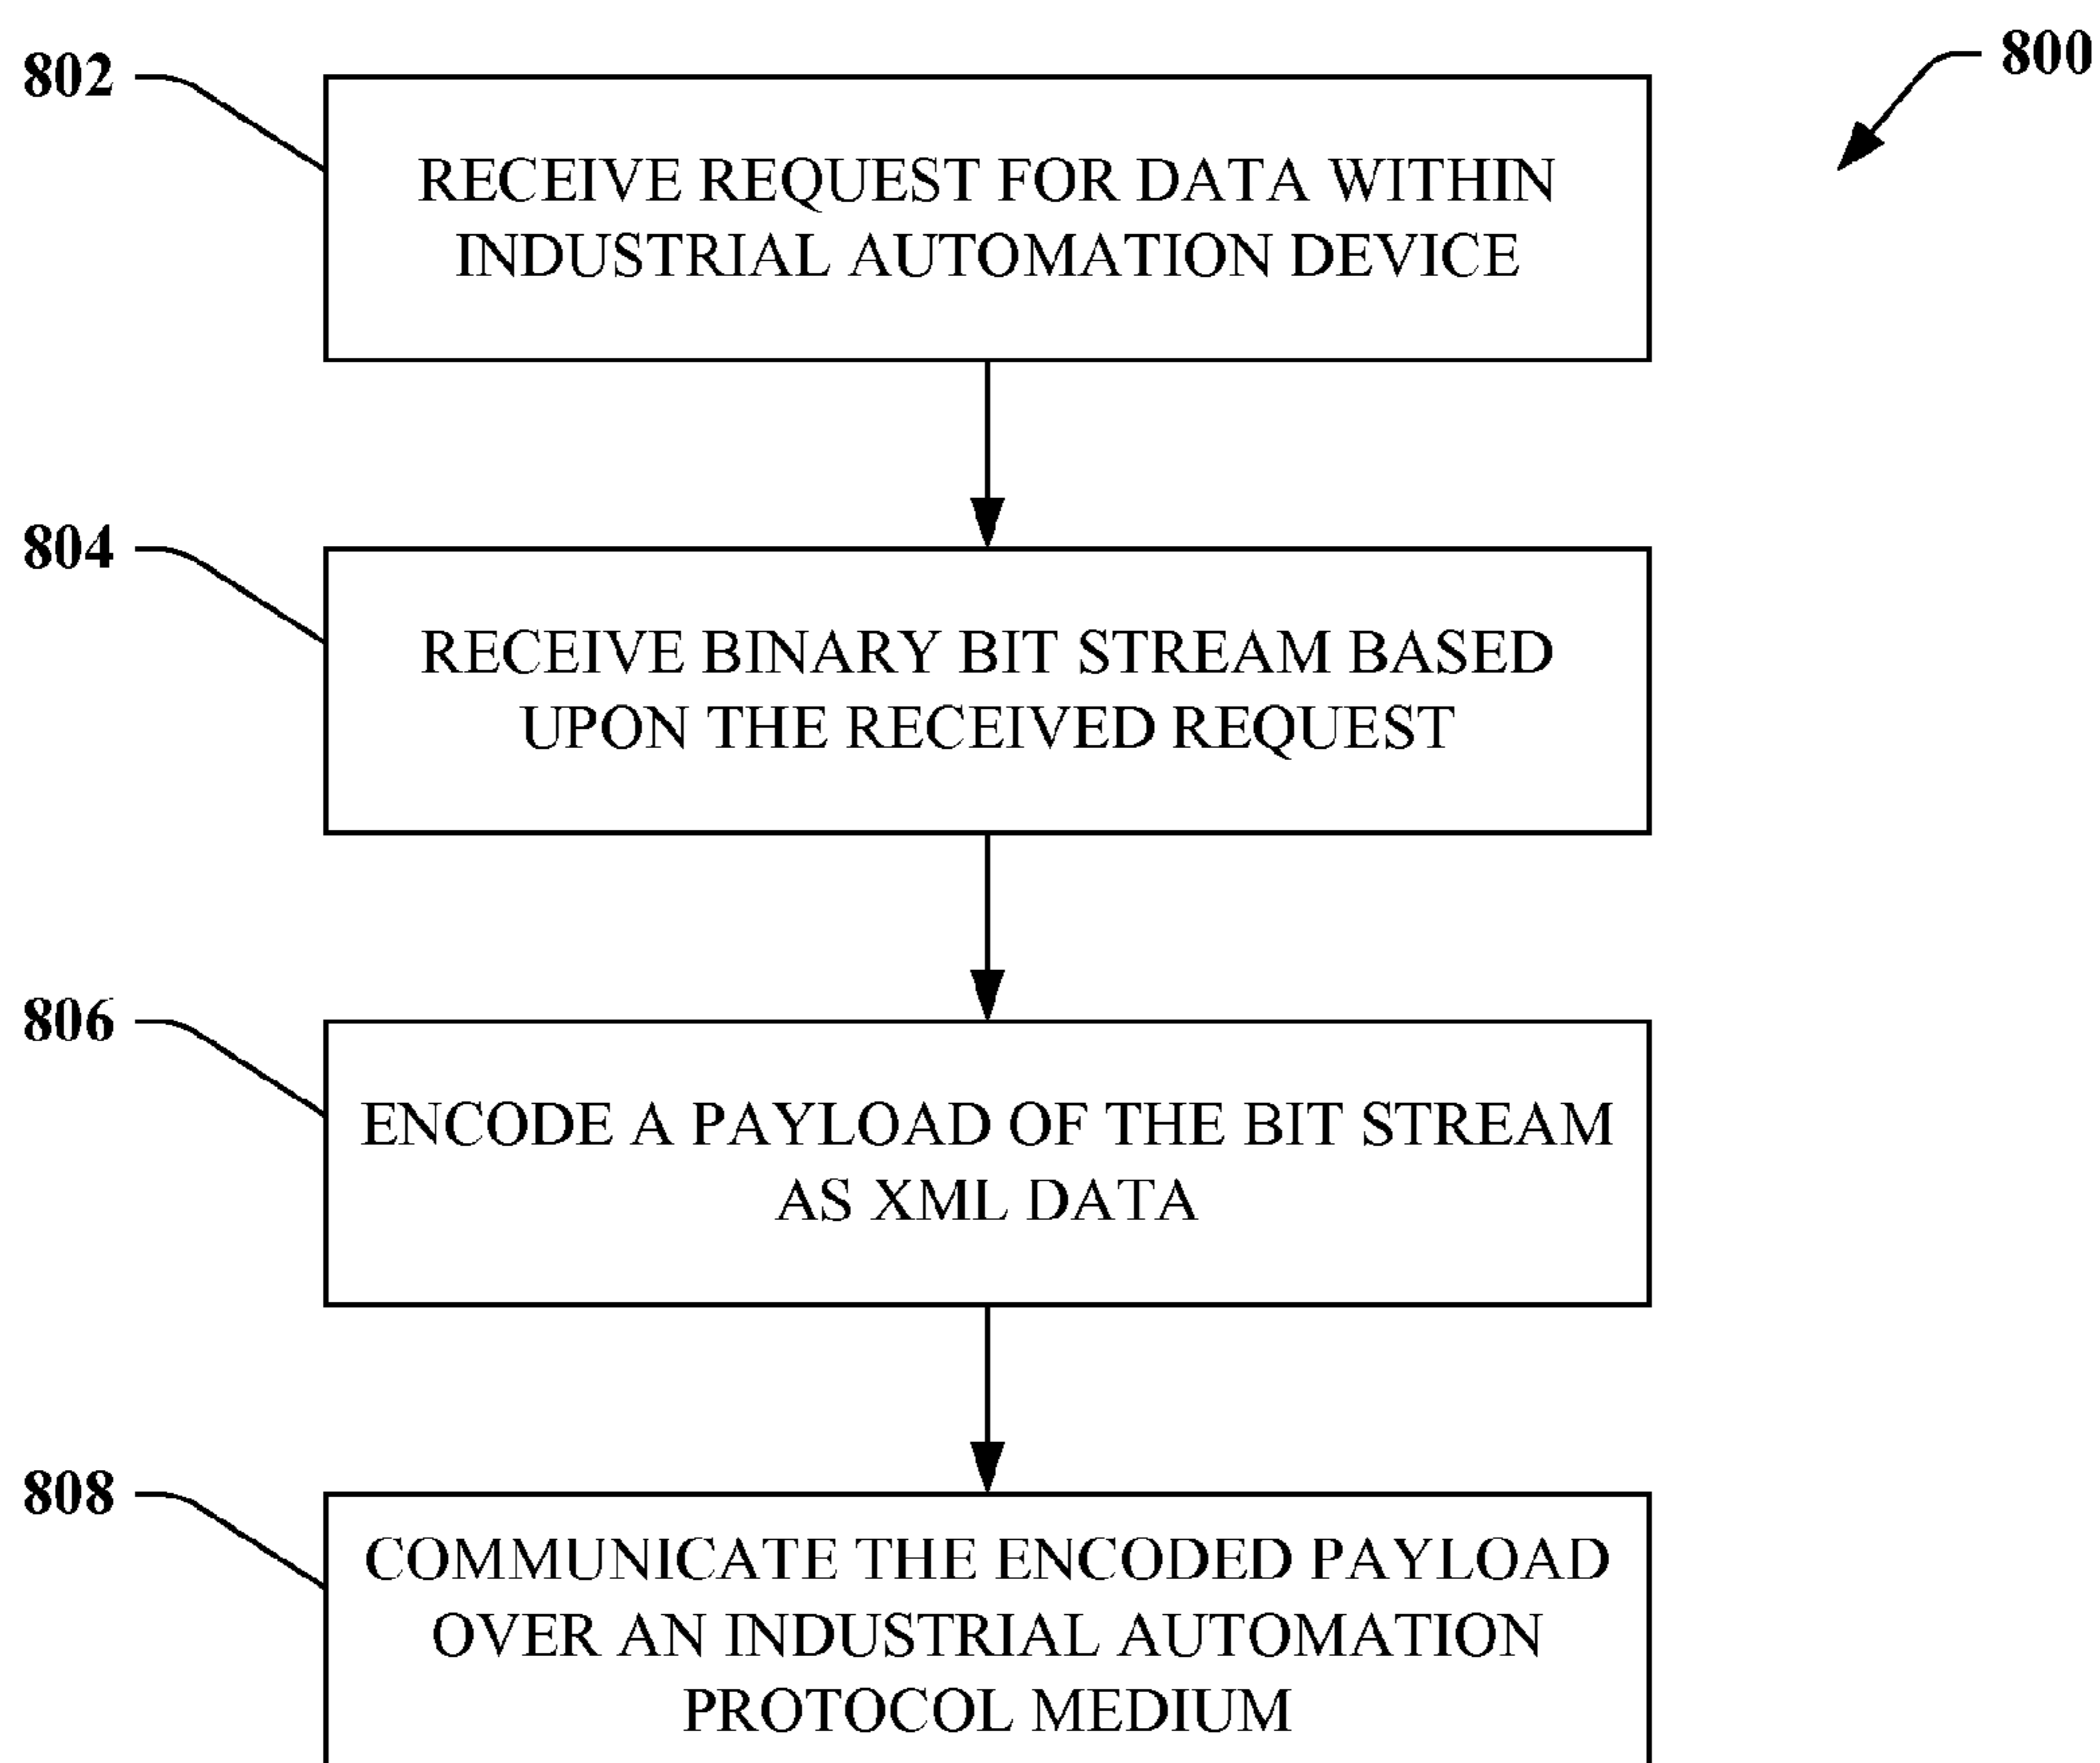 800
802
RECEIVE REQUEST FOR DATA WITHIN
INDUSTRIAL AUTOMATION DEVICE
804
RECEIVE BINARY BIT STREAM BASED
UPON THE RECEIVED REQUEST
806
ENCODE A PAYLOAD OF THE BIT STREAM
AS XML DATA
808
COMMUNICATE THE ENCODED PAYLOAD
OVER AN INDUSTRIAL AUTOMATION
PROTOCOL MEDIUM